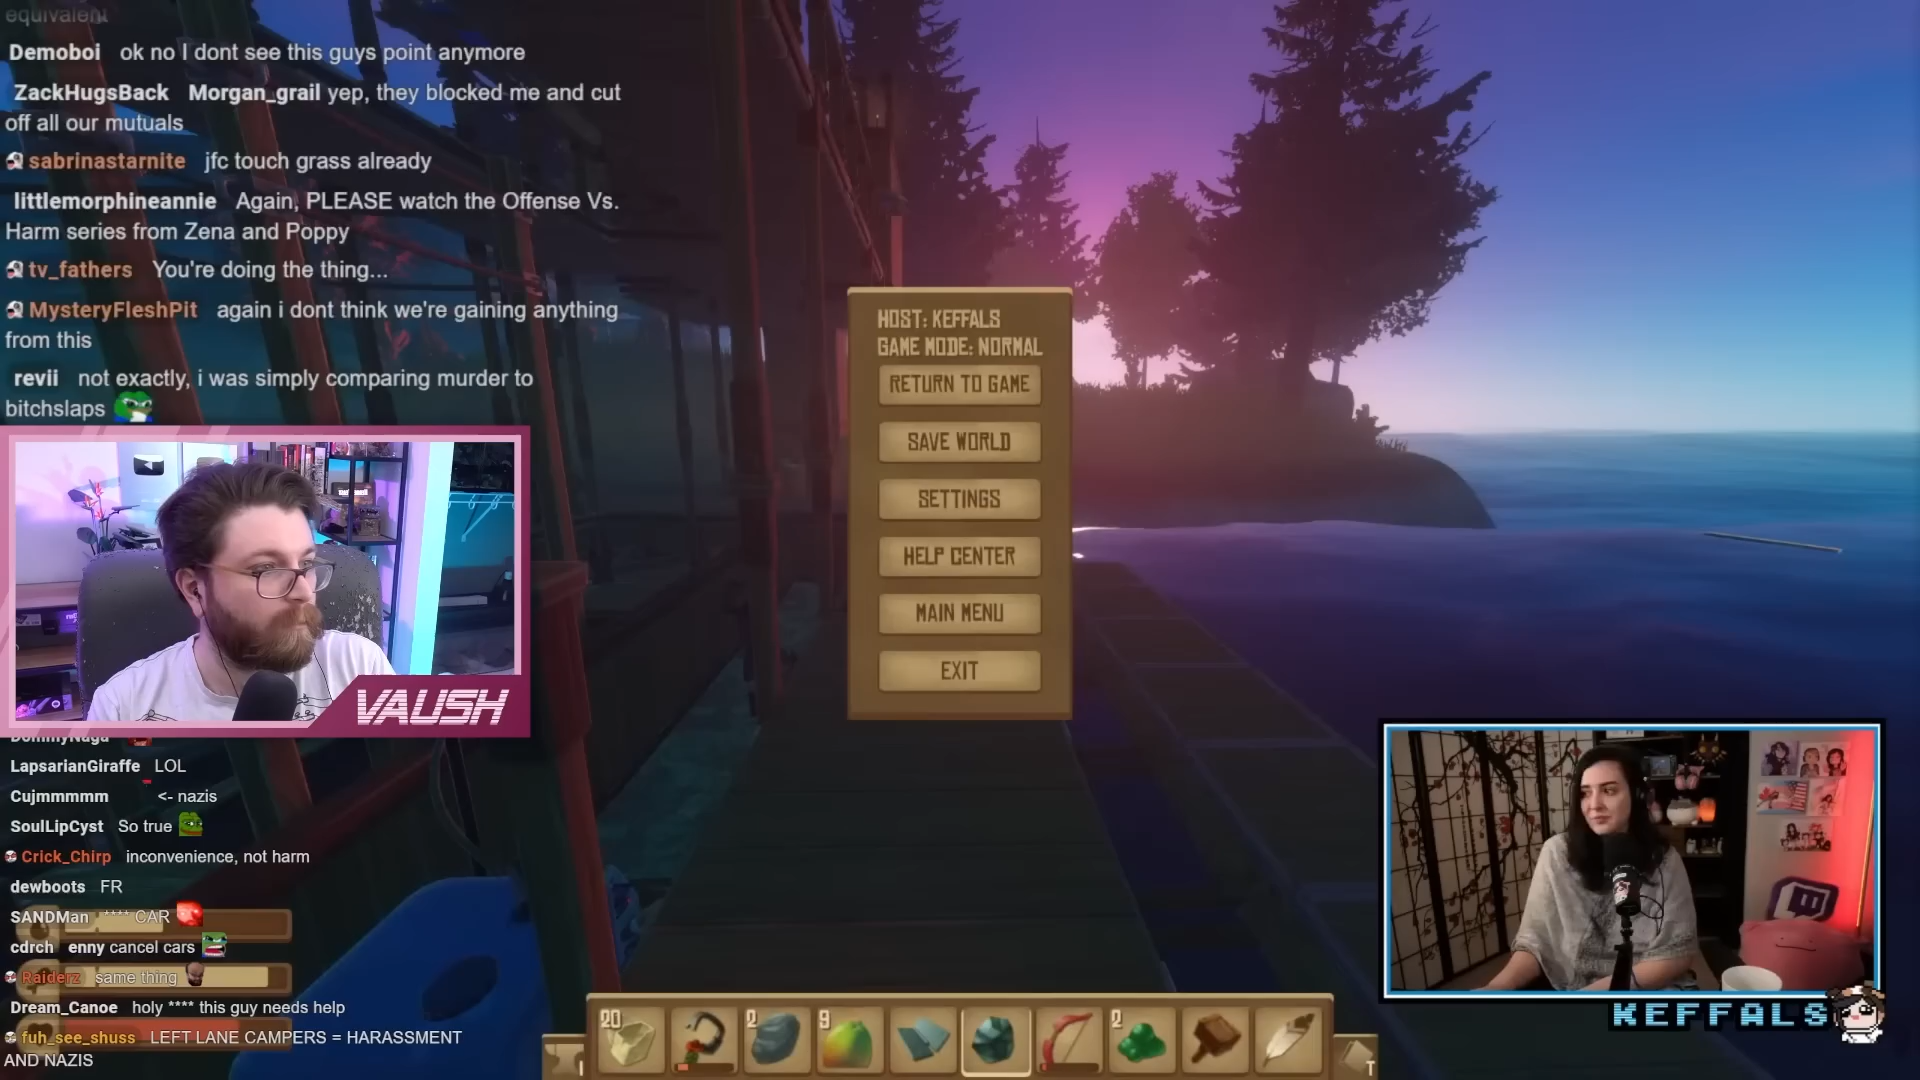 equivalent
Demoboi ok no I dont see this guys point anymore
ZackHugsBack Morgan_grail yep, they blocked me and cut
off all our mutuals
sabrinastarnite jfc touch grass already
littlemorphineannie Again, PLEASE watch the Offense Vs.
Harm series from Zena and Poppy
tv_fathers You're doing the thing...
MysteryFleshPit again i dont think we're gaining anything
from this
revii not exactly, i was simply comparing murder to
bitchslaps
VAUSH
DommyNaga
LapsarianGiraffe LOL
Cujmmmmm <- nazis
SoulLipCyst So true
Crick_Chirp inconvenience, not harm
dewboots FR
SANDMan **** CAR
cdrch enny cancel cars
Raiderz same thing
Dream_Canoe holy **** this guy needs help
fuh_see_shuss LEFT LANE CAMPERS = HARASSMENT
AND NAZIS
HOST: KEFFALS
GAME MODE: NORMAL
RETURN TO GAME
SAVE WORLD
SETTINGS
HELP CENTER
MAIN MENU
EXIT
20
2
9
2
I
T
KEFFALS